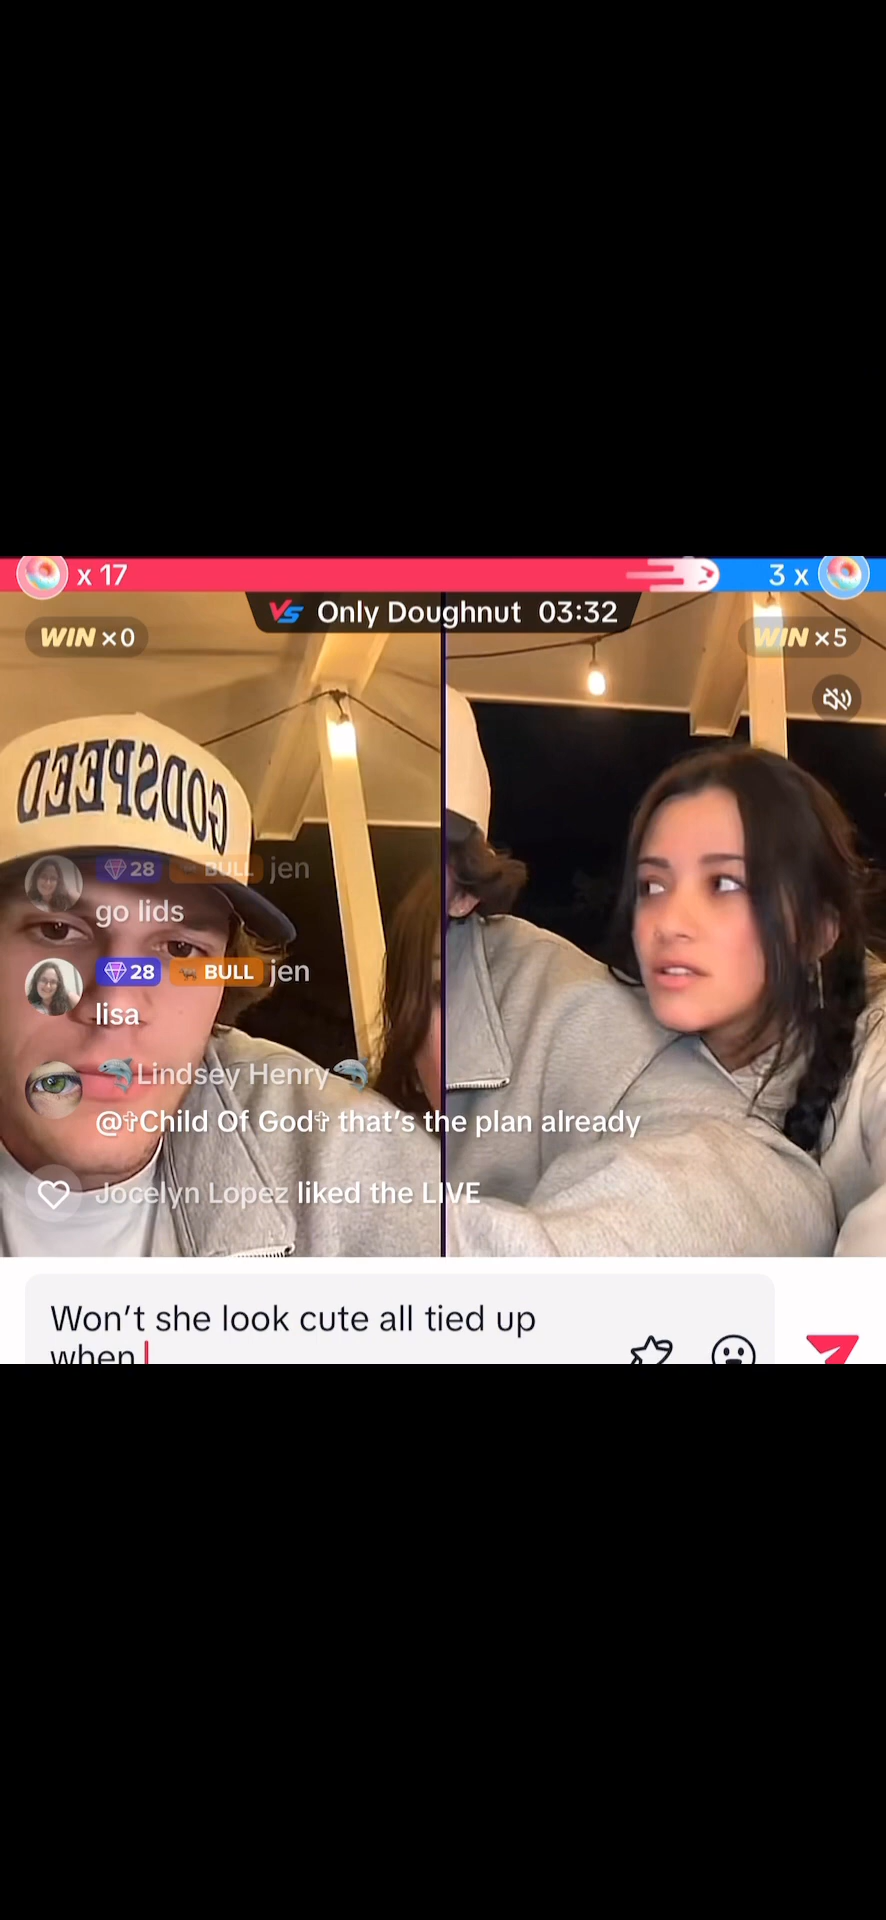 x 17
3 x
VS Only Doughnut 03:32
WIN x0
WIN x5
GODSPEED
28 BULL jen
go lids
28 BULL jen
lisa
🐬Lindsey Henry🐬
@✞Child Of God✞ that's the plan already
Jocelyn Lopez liked the LIVE
Won't she look cute all tied up
when